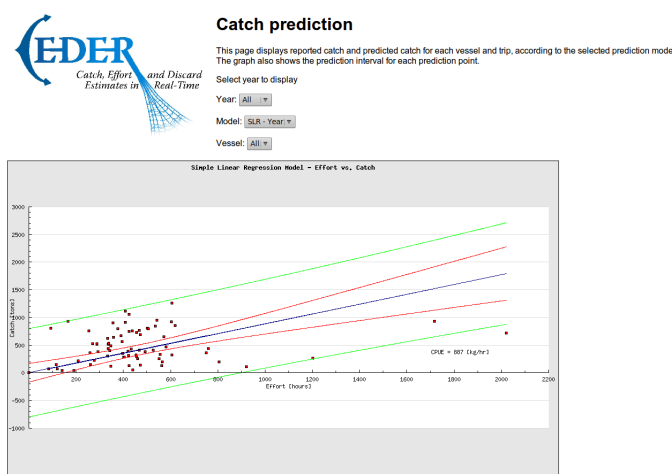 CEDER
Catch, Effort and Discard
Estimates in Real-Time
Catch prediction
This page displays reported catch and predicted catch for each vessel and trip, according to the selected prediction mode
The graph also shows the prediction interval for each prediction point.
Select year to display
Year: All
Model: SLR - Year
Vessel: All
Simple Linear Regression Model - Effort vs. Catch
3000
2500
2000
1500
1000
500
0
-500
-1000
Catch [tons]
200 400 600 800 1000 1200 1400 1600 1800 2000 2200
Effort [hours]
CPUE = 887 [kg/hr]